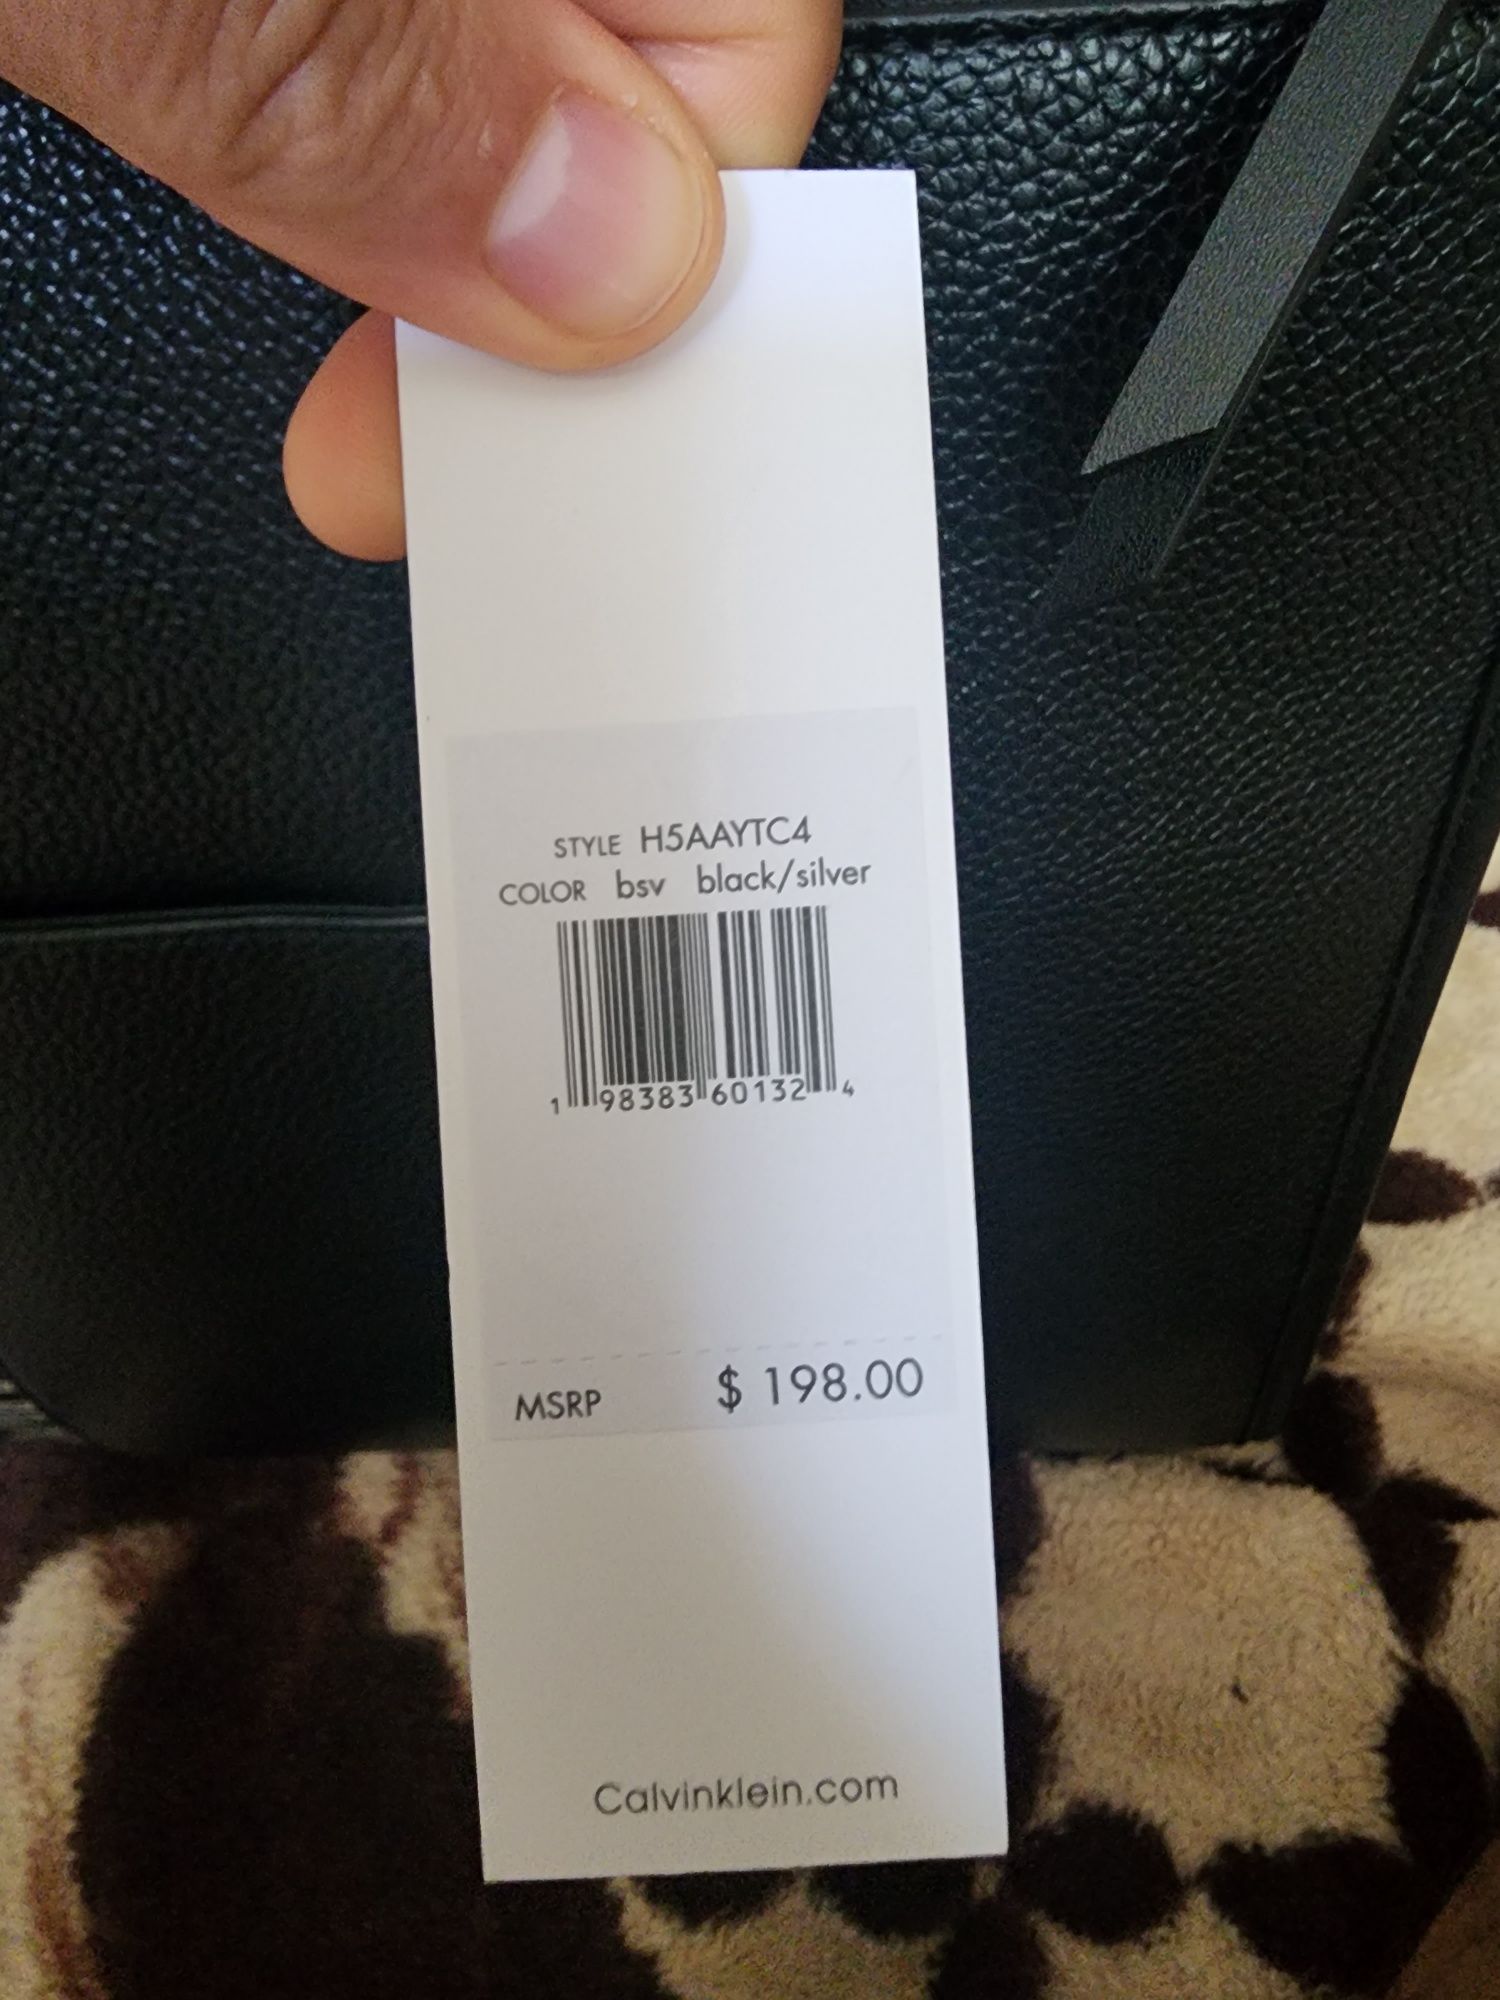 STYLE H5AAYTC4
COLOR bsv black/silver
1 98383 60132 4
MSRP $ 198.00
Calvinklein.com